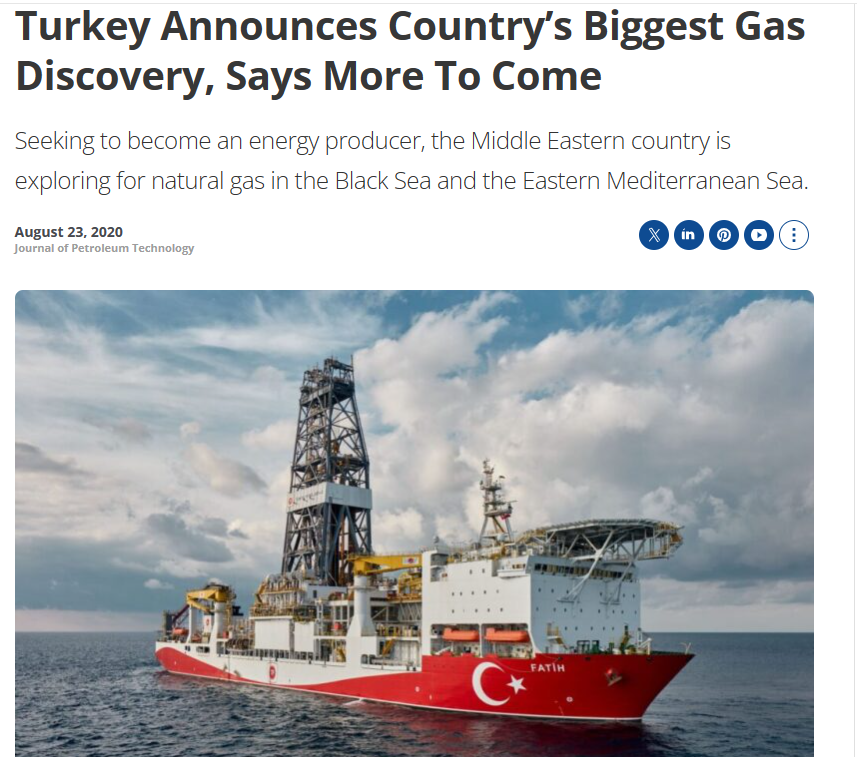 Turkey Announces Country’s Biggest Gas
Discovery, Says More To Come
Seeking to become an energy producer, the Middle Eastern country is
exploring for natural gas in the Black Sea and the Eastern Mediterranean Sea.
August 23, 2020
Journal of Petroleum Technology
FATİH